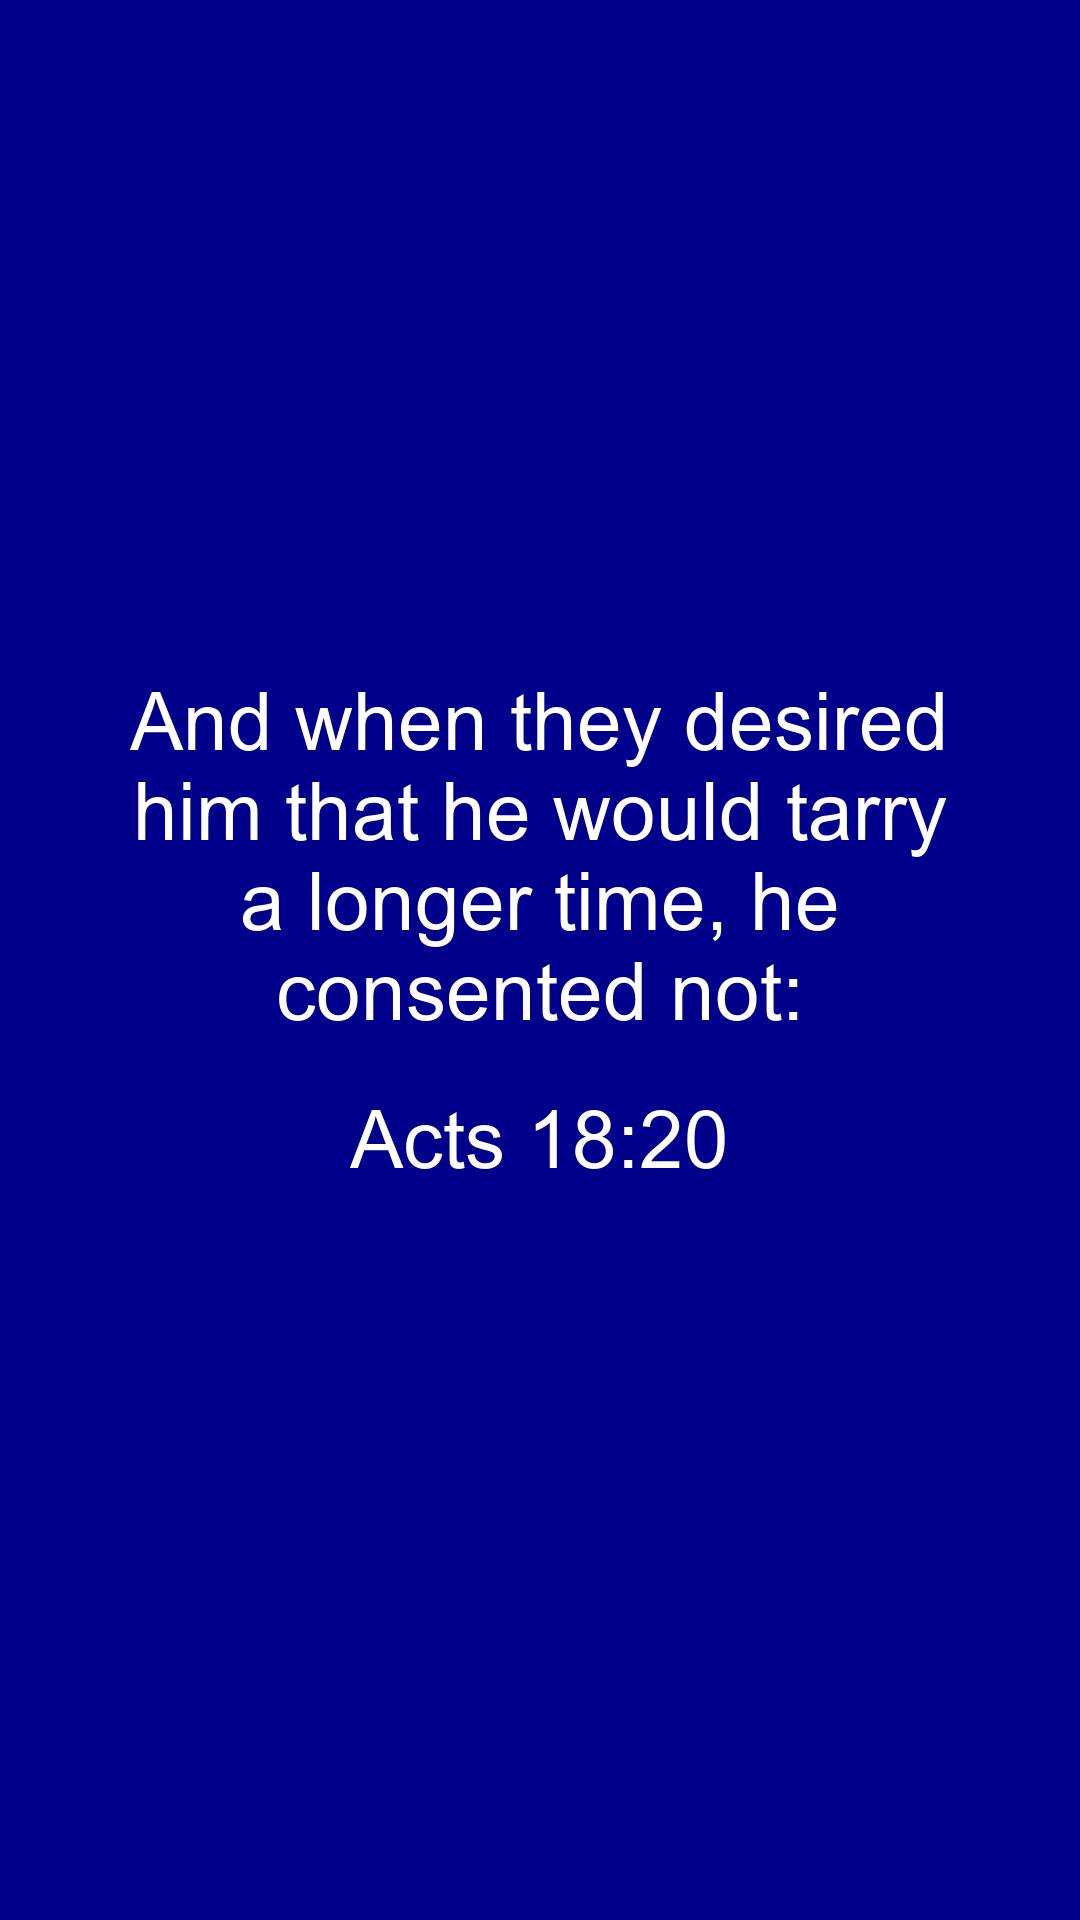 And when they desired
him that he would tarry
a longer time, he
consented not:
Acts 18:20